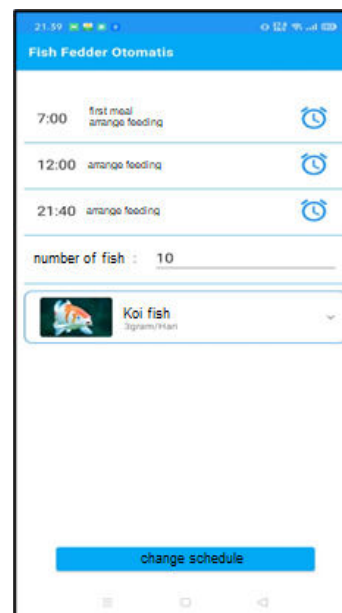 21.59
Fish Fedder Otomatis
7:00 first meal
arrange feeding
12:00 arrange feeding
21:40 arrange feeding
number of fish : 10
Koi fish
3gram/Hari
change schedule